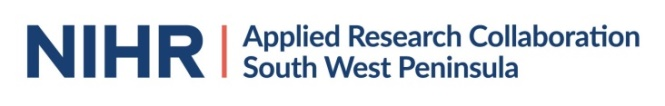 NIHR
Applied Research Collaboration
South West Peninsula